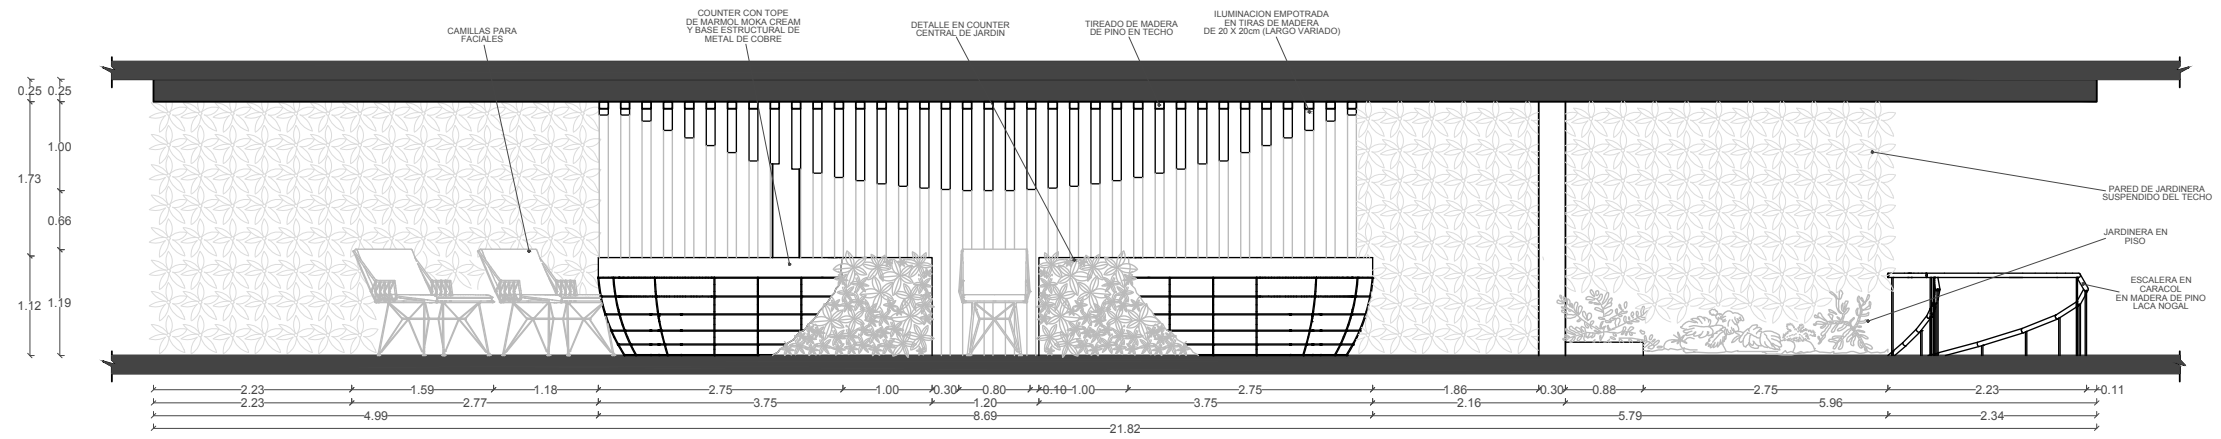 CAMILLAS PARA
FACIALES
COUNTER CON TOPE
DE MARMOL MOKA CREAM
Y BASE ESTRUCTURAL DE
METAL DE COBRE
DETALLE EN COUNTER
CENTRAL DE JARDIN
TIREADO DE MADERA
DE PINO EN TECHO
ILUMINACION EMPOTRADA
EN TIRAS DE MADERA
DE 20 X 20cm (LARGO VARIADO)
0.25 0.25
1.00
1.73
0.66
1.12 1.19
PARED DE JARDINERA
SUSPENDIDO DEL TECHO
JARDINERA EN
PISO
ESCALERA EN
CARACOL
EN MADERA DE PINO
LACA NOGAL
2.23 1.59 1.18 2.75 1.00 0.30 0.80 0.10 1.00 2.75 1.86 0.30 0.88 2.75 2.23 0.11
2.23 2.77 3.75 1.20 3.75 2.16 5.96
4.99 8.69 5.79 2.34
21.82